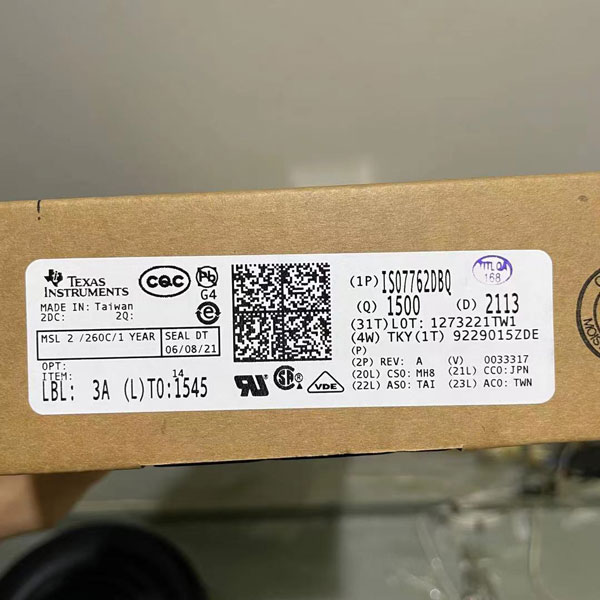 TEXAS
INSTRUMENTS
MADE IN: Taiwan
2DC: 2Q:
MSL 2 /260C/1 YEAR
SEAL DT
06/08/21
OPT:
ITEM:
14
LBL: 3A (L)TO:1545
CQC
Pb
G4
e
(1P) ISO7762DBQ
168
(Q) 1500 (D) 2113
(31T)LOT: 1273221TW1
(4W) TKY(1T) 9229015ZDE
(P)
(2P) REV: A (V) 0033317
(20L) CSO: MH8 (21L) CCO:JPN
(22L) ASO: TAI (23L) ACO: TWN
VDE